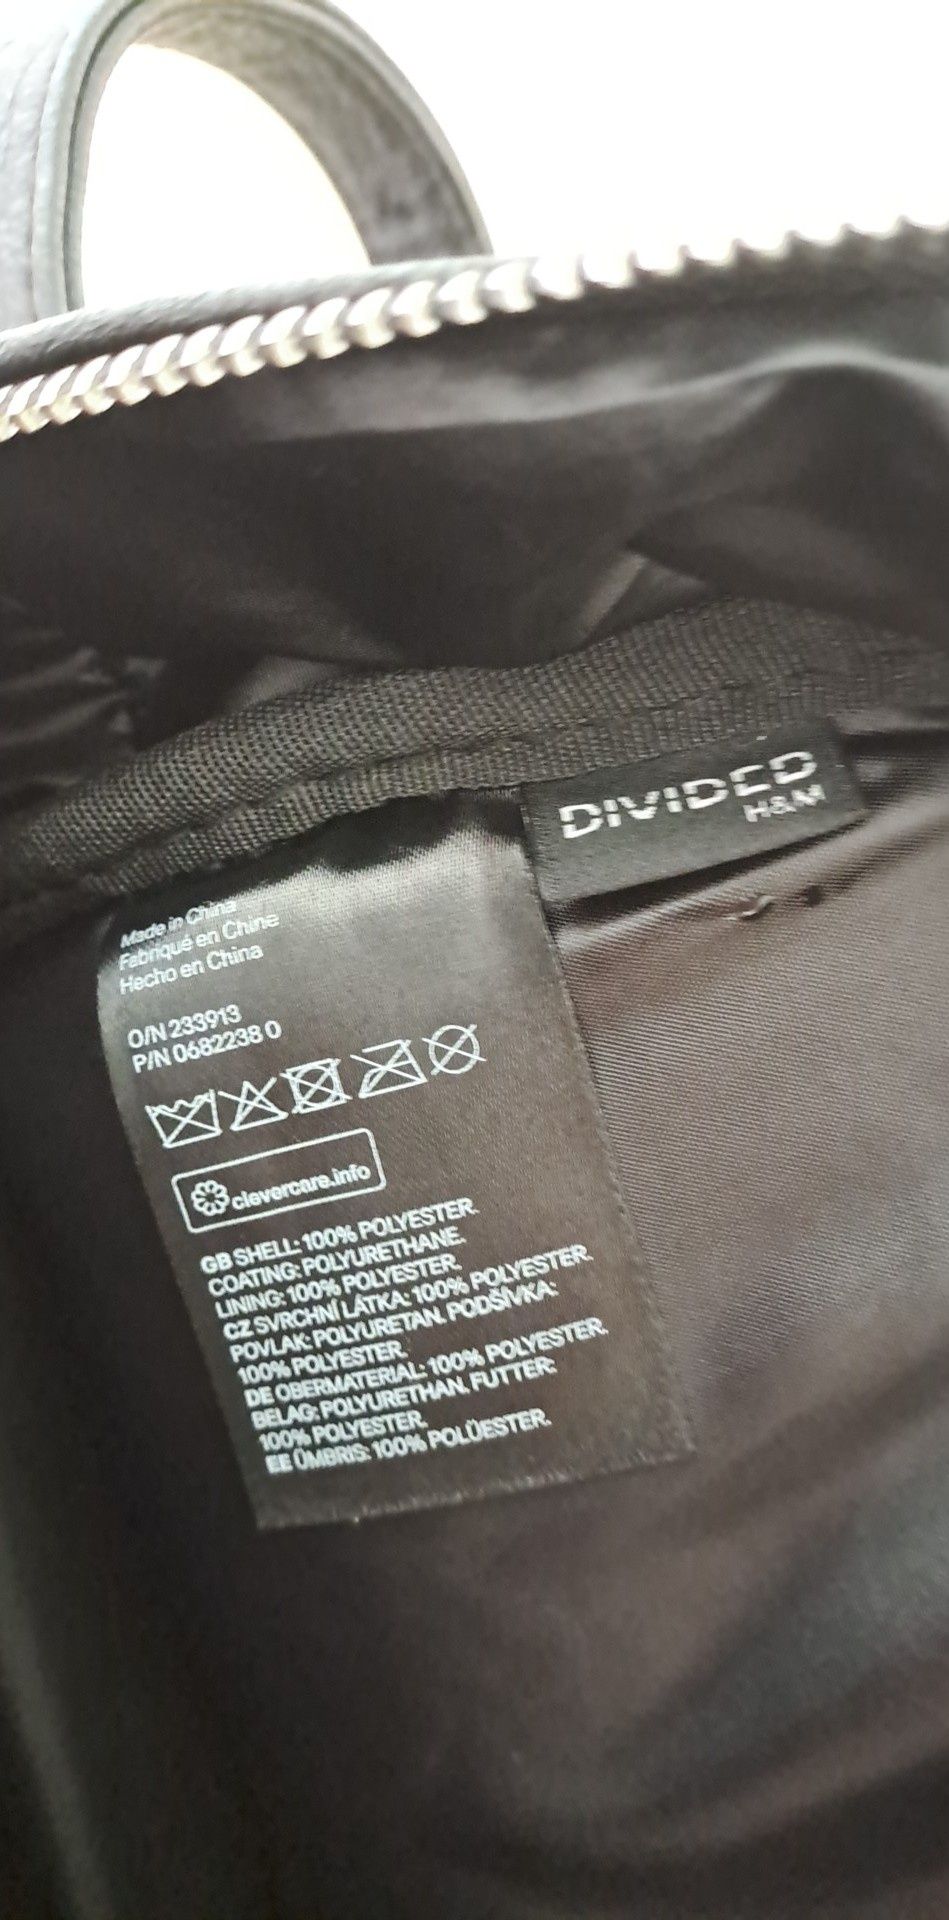 DIVIDED
H&M
Made in China
Fabriqué en Chine
Hecho en China
O/N 233913
P/N 0682238 0
clevercare.info
GB SHELL: 100% POLYESTER.
COATING: POLYURETHANE.
LINING: 100% POLYESTER.
CZ SVRCHNÍ LÁTKA: 100% POLYESTER.
POVLAK: POLYURETAN. PODŠÍVKA:
100% POLYESTER.
DE OBERMATERIAL: 100% POLYESTER.
BELAG: POLYURETHAN. FUTTER:
100% POLYESTER.
EE ÜMBRIS: 100% POLÜESTER.